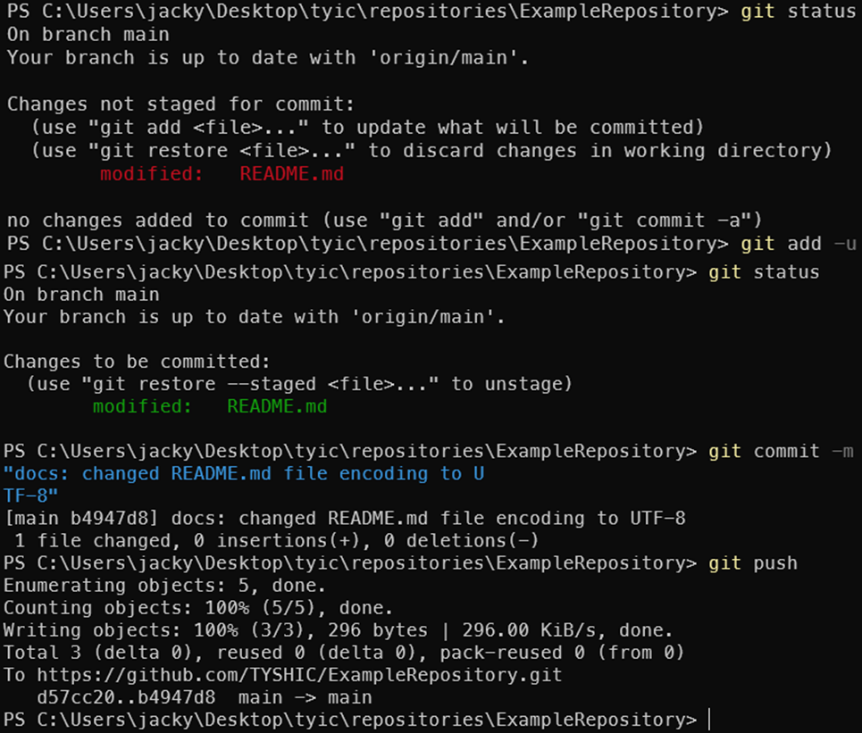 PS C:\Users\jacky\Desktop\tyic\repositories\ExampleRepository> git status
On branch main
Your branch is up to date with 'origin/main'.
Changes not staged for commit:
(use "git add <file>..." to update what will be committed)
(use "git restore <file>..." to discard changes in working directory)
modified: README.md
no changes added to commit (use "git add" and/or "git commit -a")
PS C:\Users\jacky\Desktop\tyic\repositories\ExampleRepository> git add -u
PS C:\Users\jacky\Desktop\tyic\repositories\ExampleRepository> git status
On branch main
Your branch is up to date with 'origin/main'.
Changes to be committed:
(use "git restore --staged <file>..." to unstage)
modified: README.md
PS C:\Users\jacky\Desktop\tyic\repositories\ExampleRepository> git commit -m
"docs: changed README.md file encoding to U
TF-8"
[main b4947d8] docs: changed README.md file encoding to UTF-8
1 file changed, 0 insertions(+), 0 deletions(-)
PS C:\Users\jacky\Desktop\tyic\repositories\ExampleRepository> git push
Enumerating objects: 5, done.
Counting objects: 100% (5/5), done.
Writing objects: 100% (3/3), 296 bytes | 296.00 KiB/s, done.
Total 3 (delta 0), reused 0 (delta 0), pack-reused 0 (from 0)
To https://github.com/TYSHIC/ExampleRepository.git
d57cc20..b4947d8 main -> main
PS C:\Users\jacky\Desktop\tyic\repositories\ExampleRepository>